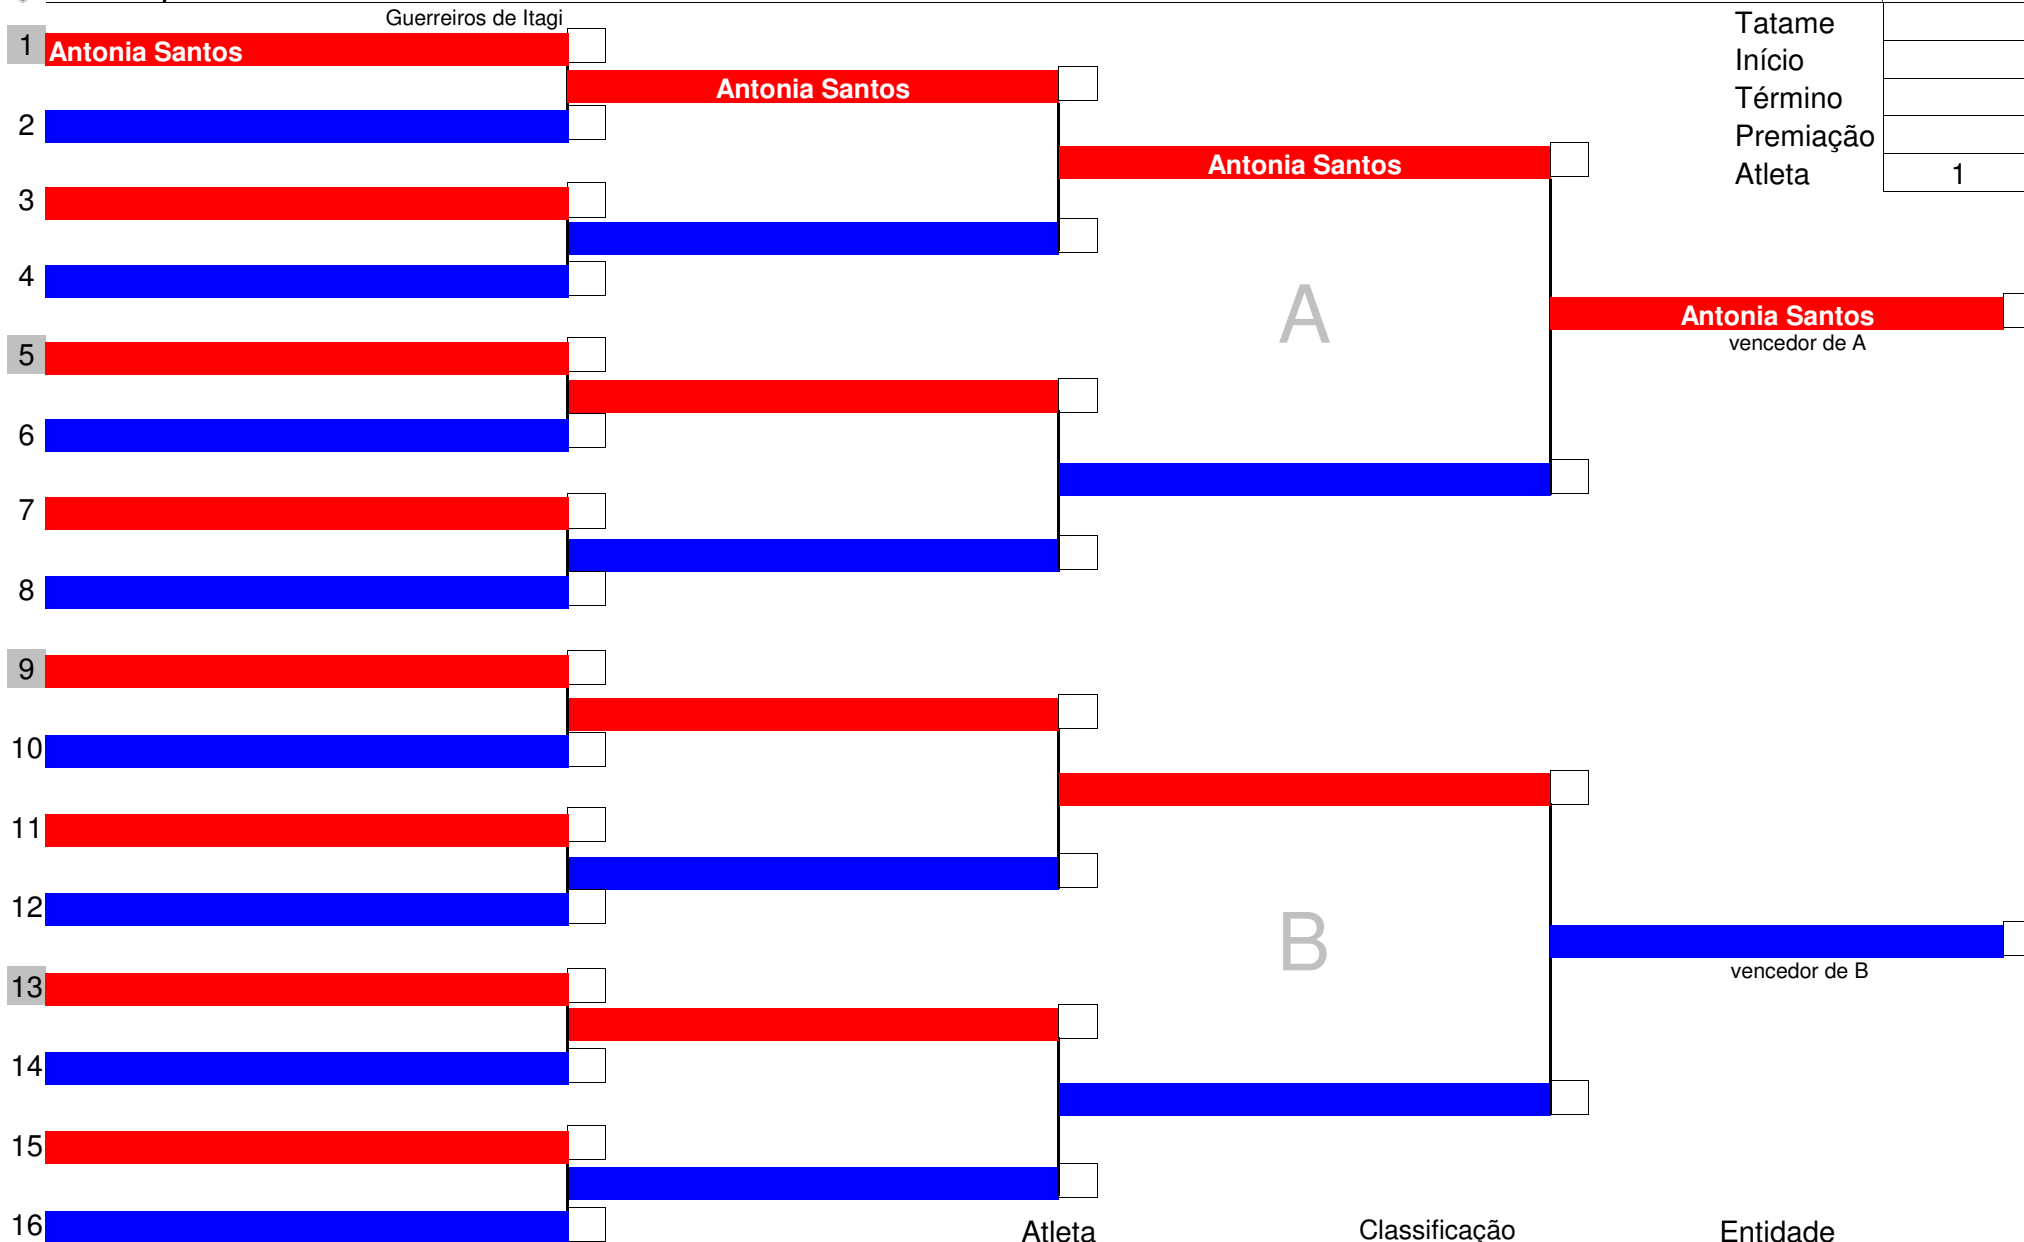 Guerreiros de Itagi
Tatame
1 Antonia Santos
Início
Antonia Santos
Término
2
Premiação
Antonia Santos
Atleta 1
3
4
Antonia Santos
vencedor de A
A
5
6
7
8
9
10
11
12
B
vencedor de B
13
14
15
16
Atleta Classificação Entidade